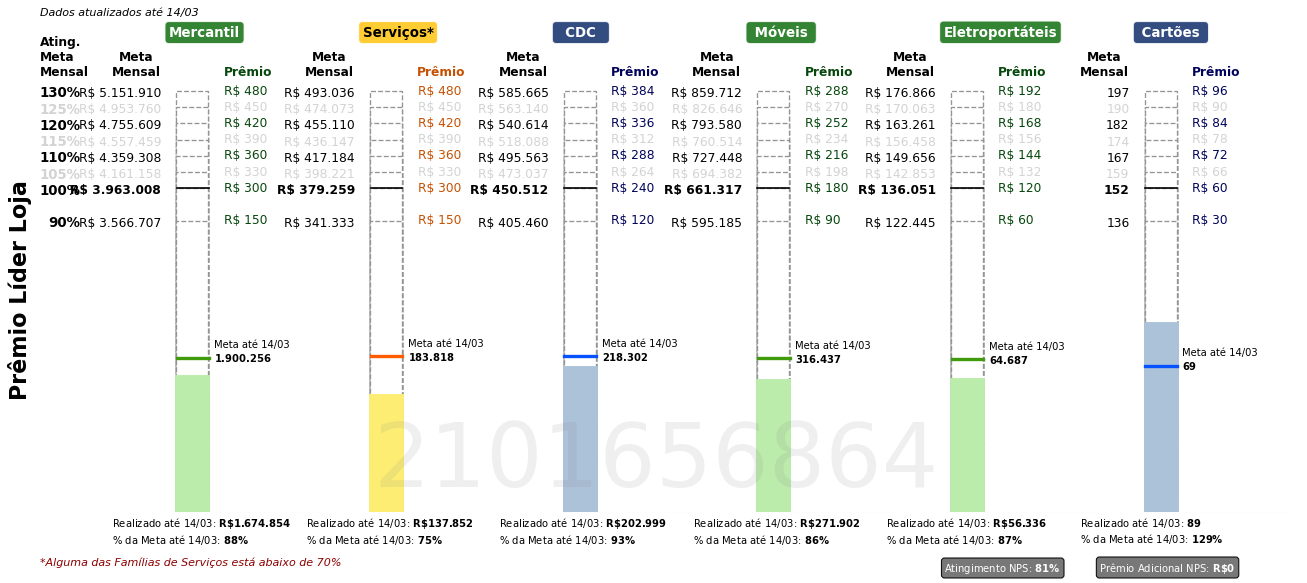 Dados atualizados até 14/03
Mercantil Serviços* CDC Móveis Eletroportáteis Cartões
Ating. Meta Mensal
Meta Mensal Prêmio Meta Mensal Prêmio Meta Mensal Prêmio Meta Mensal Prêmio Meta Mensal Prêmio Meta Mensal Prêmio
130% R$ 5.151.910 R$ 480 R$ 493.036 R$ 480 R$ 585.665 R$ 384 R$ 859.712 R$ 288 R$ 176.866 R$ 192 197 R$ 96
125% R$ 4.953.760 R$ 450 R$ 474.073 R$ 450 R$ 563.140 R$ 360 R$ 826.646 R$ 270 R$ 170.063 R$ 180 190 R$ 90
120% R$ 4.755.609 R$ 420 R$ 455.110 R$ 420 R$ 540.614 R$ 336 R$ 793.580 R$ 252 R$ 163.261 R$ 168 182 R$ 84
115% R$ 4.557.459 R$ 390 R$ 436.147 R$ 390 R$ 518.088 R$ 312 R$ 760.514 R$ 234 R$ 156.458 R$ 156 174 R$ 78
110% R$ 4.359.308 R$ 360 R$ 417.184 R$ 360 R$ 495.563 R$ 288 R$ 727.448 R$ 216 R$ 149.656 R$ 144 167 R$ 72
105% R$ 4.161.158 R$ 330 R$ 398.221 R$ 330 R$ 473.037 R$ 264 R$ 694.382 R$ 198 R$ 142.853 R$ 132 159 R$ 66
100% R$ 3.963.008 R$ 300 R$ 379.259 R$ 300 R$ 450.512 R$ 240 R$ 661.317 R$ 180 R$ 136.051 R$ 120 152 R$ 60
90% R$ 3.566.707 R$ 150 R$ 341.333 R$ 150 R$ 405.460 R$ 120 R$ 595.185 R$ 90 R$ 122.445 R$ 60 136 R$ 30
Prêmio Líder Loja
Meta até 14/03 Meta até 14/03 Meta até 14/03 Meta até 14/03 Meta até 14/03 Meta até 14/03
1.900.256 183.818 218.302 316.437 64.687 69
2101656864
Realizado até 14/03: R$1.674.854 Realizado até 14/03: R$137.852 Realizado até 14/03: R$202.999 Realizado até 14/03: R$271.902 Realizado até 14/03: R$56.336 Realizado até 14/03: 89
% da Meta até 14/03: 88% % da Meta até 14/03: 75% % da Meta até 14/03: 93% % da Meta até 14/03: 86% % da Meta até 14/03: 87% % da Meta até 14/03: 129%
*Alguma das Famílias de Serviços está abaixo de 70%
Atingimento NPS: 81% Prêmio Adicional NPS: R$0